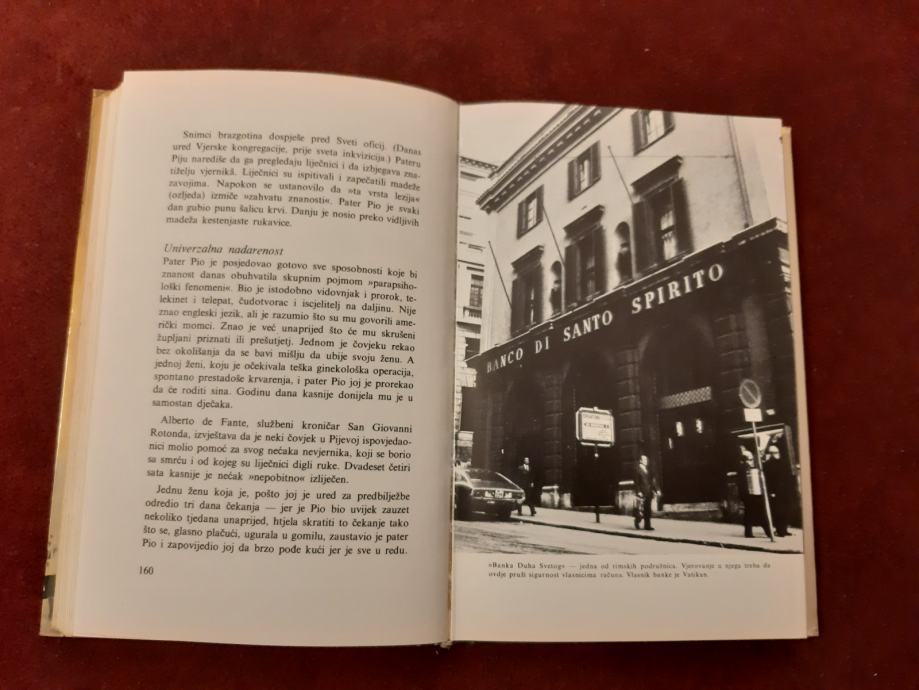 Snimci brazgotina dospješe pred Sveti oficij. (Danas
ured Vjerske kongregacije, prije sveta inkvizicija.) Pateru
Piju narediše da ga pregledaju liječnici i da izbjegava zna-
tiželju vjernikâ. Liječnici su ispitivali i zapečatili madeže
zavojima. Napokon se ustanovilo da »ta vrsta lezija«
(ozljeda) izmiče »zahvatu znanosti«. Pater Pio je svaki
dan gubio punu šalicu krvi. Danju je nosio preko vidljivih
madeža kestenjaste rukavice.
Univerzalna nadarenost
Pater Pio je posjedovao gotovo sve sposobnosti koje bi
znanost danas obuhvatila skupnim pojmom »parapsiho-
loški fenomeni«. Bio je istodobno vidovnjak i prorok, te-
lekinet i telepat, čudotvorac i iscjelitelj na daljinu. Nije
znao engleski jezik, ali je razumio što su mu govorili ame-
rički momci. Znao je već unaprijed što će mu skrušeni
župljani priznati ili prešutjeti. Jednom je čovjeku rekao
bez okolišanja da se bavi mišlju da ubije svoju ženu. A
jednoj ženi, koju je očekivala teška ginekološka operacija,
spontano prestadoše krvarenja, i pater Pio joj je prorekao
da će roditi sina. Godinu dana kasnije donijela mu je u
samostan dječaka.
Alberto de Fante, službeni kroničar San Giovanni
Rotonda, izvještava da je neki čovjek u Pijevoj ispovjedao-
nici molio pomoć za svog nećaka nevjernika, koji se borio
sa smrću i od kojeg su liječnici digli ruke. Dvadeset četiri
sata kasnije je nećak »nepobitno« izliječen.
Jednu ženu koja je, pošto joj je ured za predbilježbe
odredio tri dana čekanja — jer je Pio bio uvijek zauzet
nekoliko tjedana unaprijed, htjela skratiti to čekanje tako
što se, glasno plačući, ugurala u gomilu, zaustavio je pater
Pio i zapovijedio joj da brzo pođe kući jer je sve u redu.
160
BANCO DI SANTO SPIRITO
»Banka Duha Svetog« — jedna od rimskih podružnica. Vjerovanje u njega treba da
ovdje pruži sigurnost vlasnicima računa. Vlasnik banke je Vatikan.